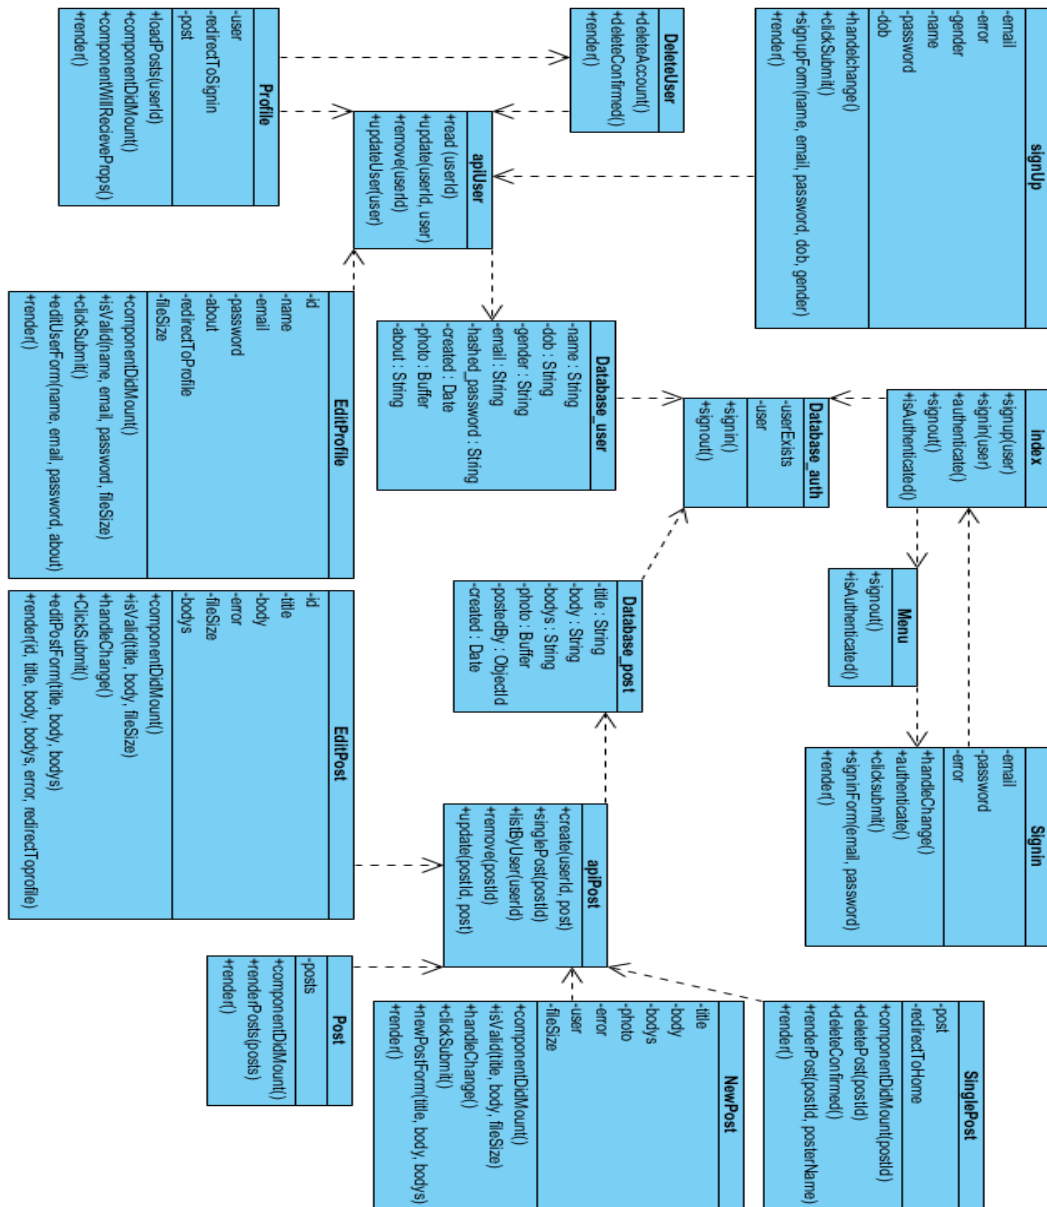 signUp
-email
-error
-gender
-name
-password
-dob
+handelchange()
+clickSubmit()
+signupForm(name, email, password, dob, gender)
+render()
index
+signup(user)
+signin(user)
+authenticate()
+signout()
+isAuthenticated()
Menu
+signout()
+isAuthenticated()
Signin
-email
-password
-error
+handleChange()
+authenticate()
+clicksubmit()
+signinForm(email, password)
+render()
SinglePost
-post
-redirectToHome
+componentDidMount(postId)
+deletePost(postId)
+deleteConfirmed()
+renderPost(postId, posterName)
DeleteUser
+deleteAccount()
+deleteConfirmed()
+render()
Database_auth
-userExists
-user
+signin()
+signout()
Database_user
-name : String
-dob : String
-gender : String
-email : String
-hashed_password : String
-created : Date
-photo : Buffer
-about : String
Database_post
-title : String
-body : String
-bodys : String
-photo : Buffer
-postedBy : ObjectId
-created : Date
apiPost
+create(userId, post)
+singlePost(postId)
+listByUser(userId)
+remove(postId)
+update(postId, post)
NewPost
-title
-body
-bodys
-photo
-error
-user
-fileSize
+componentDidMount()
+isValid(title, body, fileSize)
+handleChange()
+clickSubmit()
+newPostForm(title, body, bodys)
+render()
apiUser
+read (userId)
+update(userId, user)
+remove(userId)
+updateUser(user)
Profile
-user
-redirectToSignin
-post
+loadPosts(userId)
+componentDidMount()
+componentWillRecieveProps()
+render()
EditProfile
-id
-name
-email
-password
-about
-redirectToProfile
-fileSize
+componentDidMount()
+isValid(name, email, password, fileSize)
+clickSubmit()
+editUserForm(name, email, password, about)
+render()
EditPost
-id
-title
-body
-error
-fileSize
-bodys
+componentDidMount()
+isValid(title, body, fileSize)
+handleChange()
+ClickSubmit()
+editPostForm(title, body, bodys)
+render(id, title, body, bodys, error, redirectToprofile)
Post
-posts
+componentDidMount()
+renderPosts(posts)
+render()